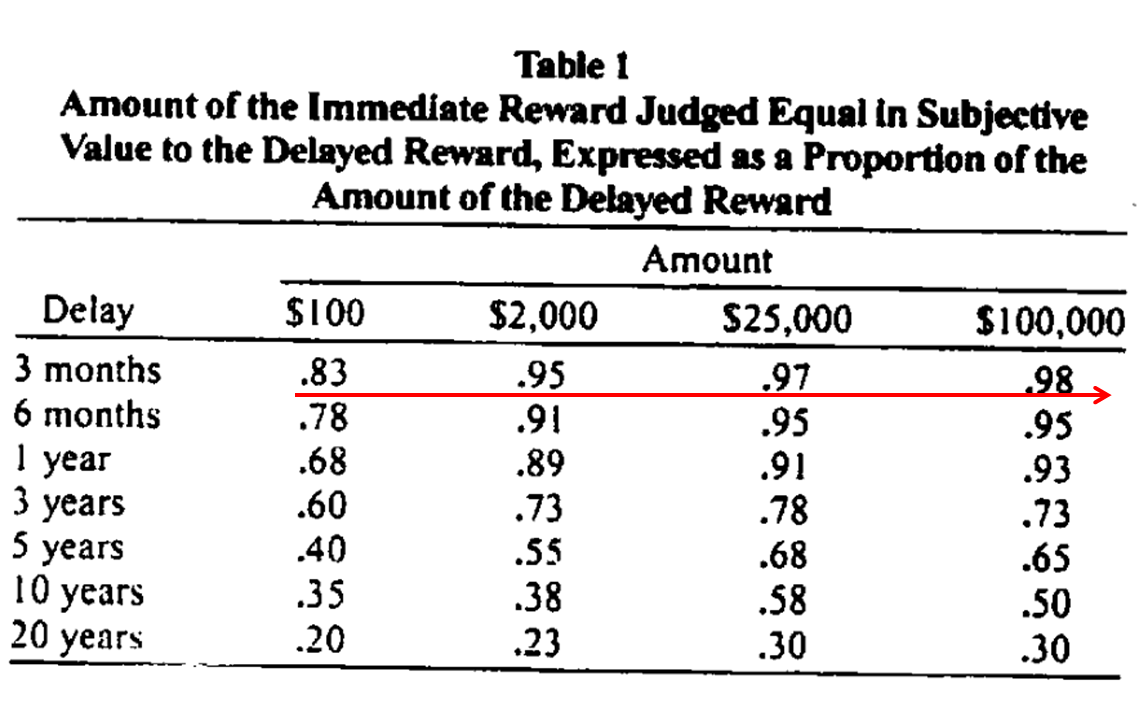 Table 1
Amount of the Immediate Reward Judged Equal in Subjective
Value to the Delayed Reward, Expressed as a Proportion of the
Amount of the Delayed Reward
Amount
Delay $100 $2,000 $25,000 $100,000
3 months .83 .95 .97 .98
6 months .78 .91 .95 .95
1 year .68 .89 .91 .93
3 years .60 .73 .78 .73
5 years .40 .55 .68 .65
10 years .35 .38 .58 .50
20 years .20 .23 .30 .30